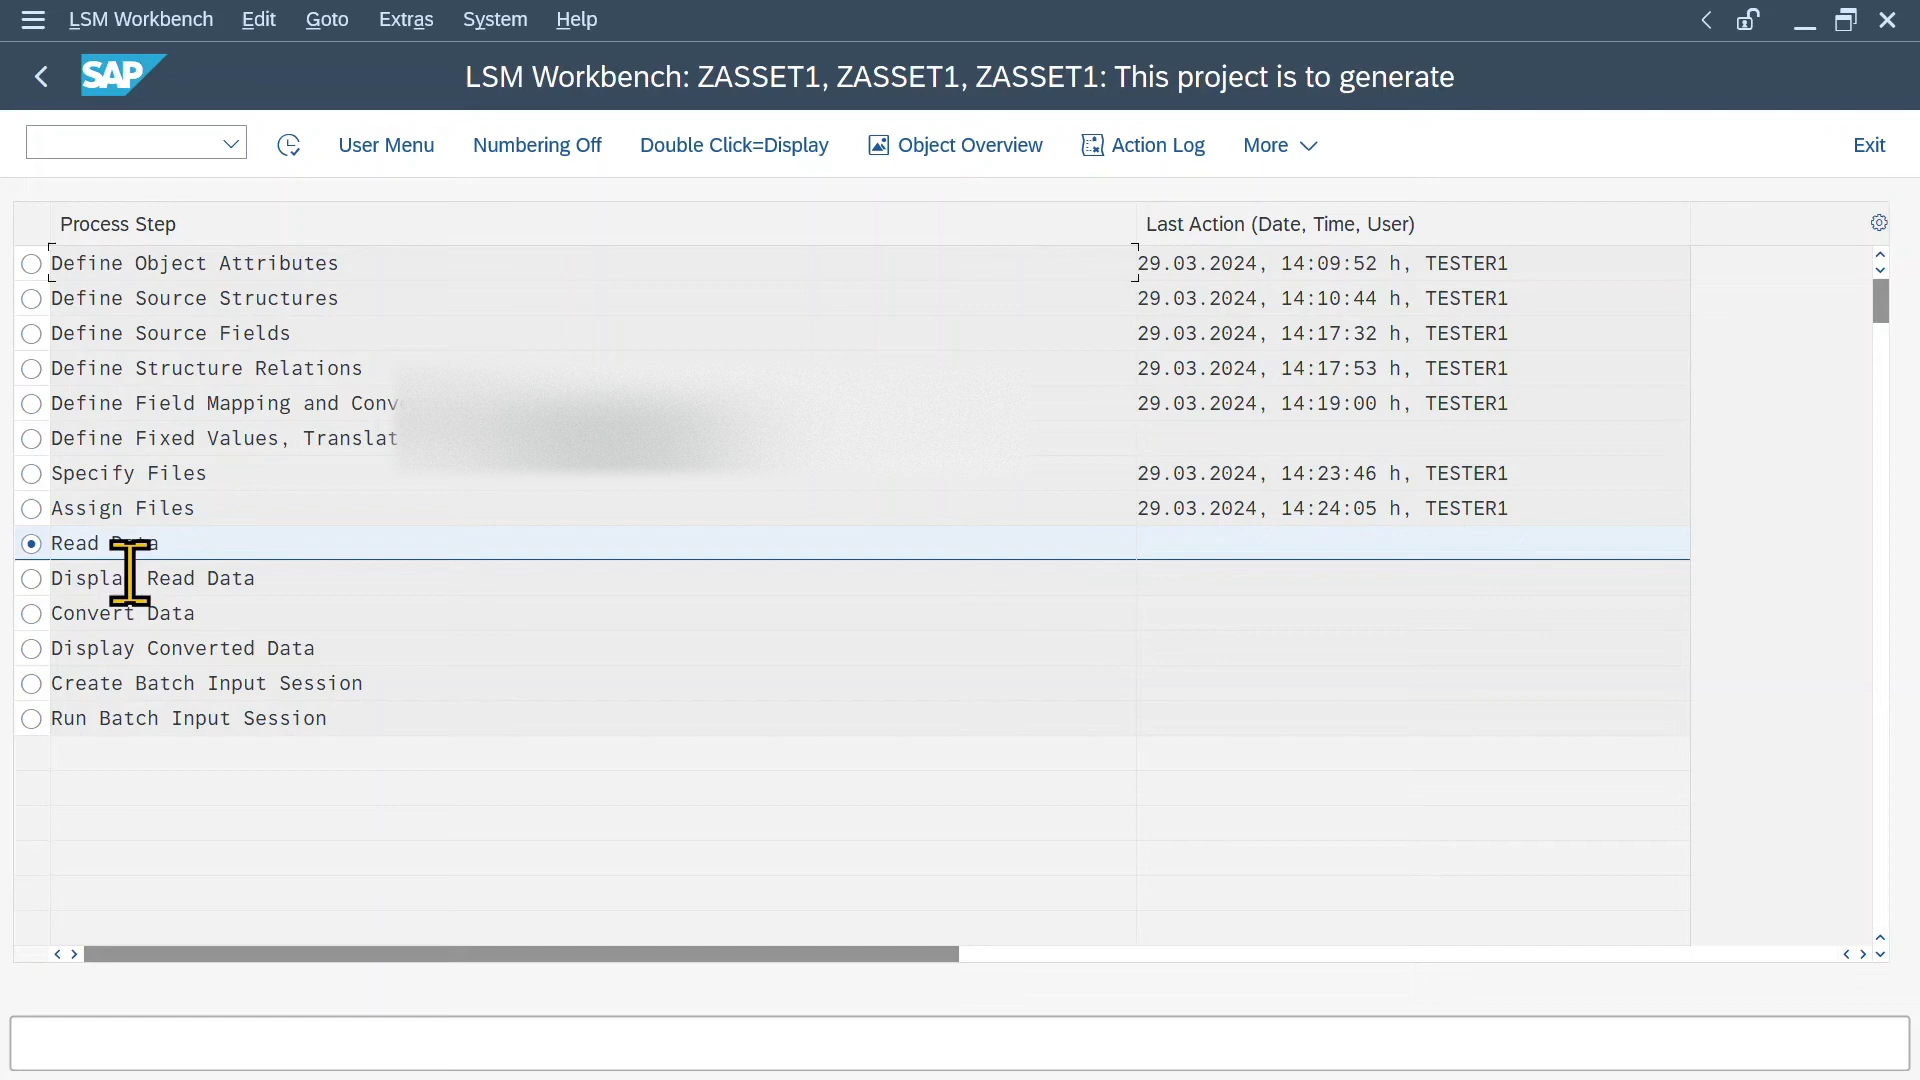 LSM Workbench Edit Goto Extras System Help
SAP LSM Workbench: ZASSET1, ZASSET1, ZASSET1: This project is to generate
User Menu Numbering Off Double Click=Display Object Overview Action Log More Exit
Process Step Last Action (Date, Time, User)
Define Object Attributes 29.03.2024, 14:09:52 h, TESTER1
Define Source Structures 29.03.2024, 14:10:44 h, TESTER1
Define Source Fields 29.03.2024, 14:17:32 h, TESTER1
Define Structure Relations 29.03.2024, 14:17:53 h, TESTER1
Define Field Mapping and Conv 29.03.2024, 14:19:00 h, TESTER1
Define Fixed Values, Translat
Specify Files 29.03.2024, 14:23:46 h, TESTER1
Assign Files 29.03.2024, 14:24:05 h, TESTER1
Read Data
Display Read Data
Convert Data
Display Converted Data
Create Batch Input Session
Run Batch Input Session